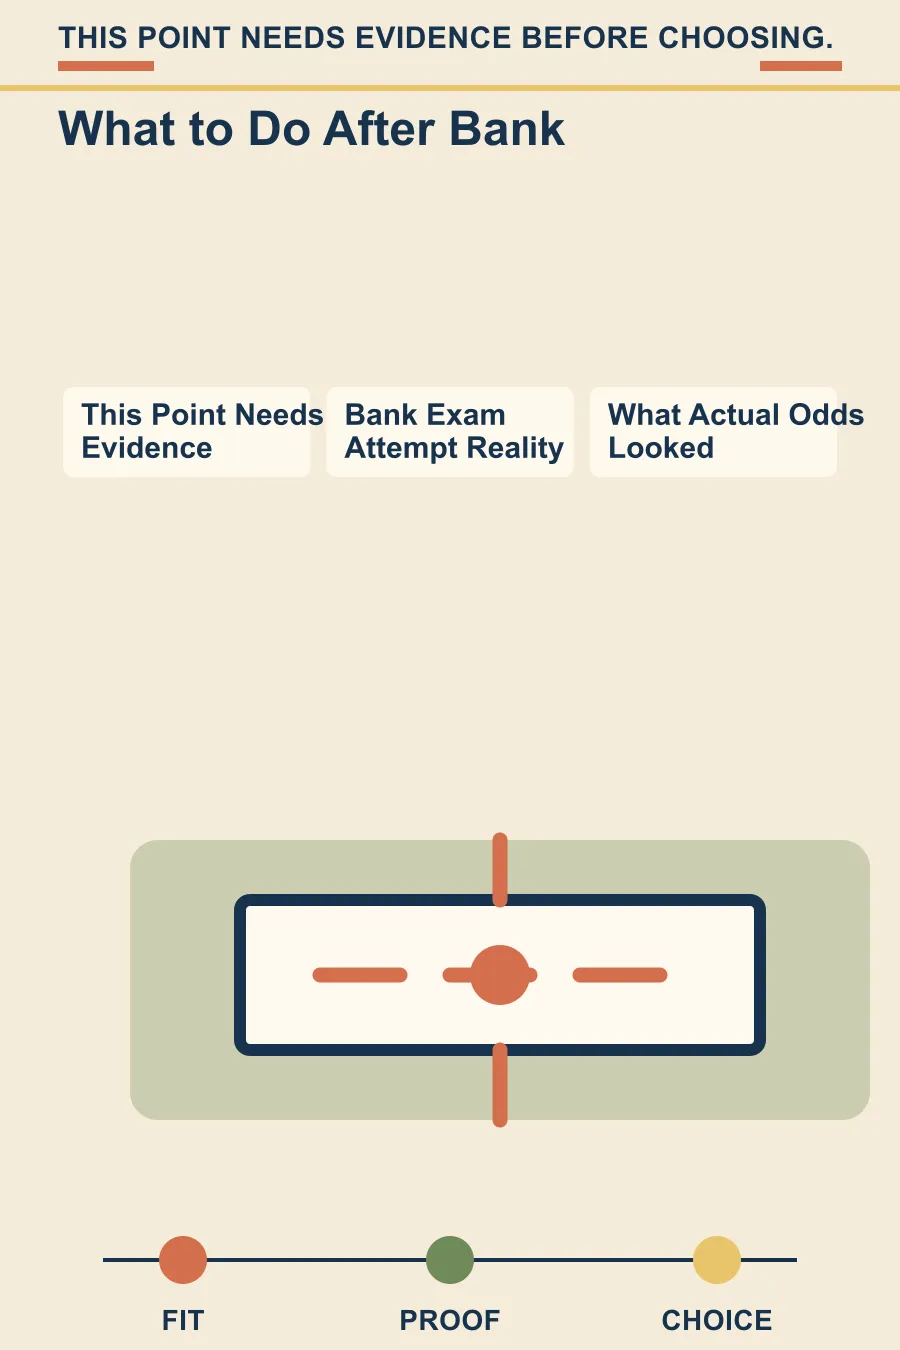 THIS POINT NEEDS EVIDENCE BEFORE CHOOSING.
What to Do After Bank
This Point Needs
Evidence
Bank Exam
Attempt Reality
What Actual Odds
Looked
FIT
PROOF
CHOICE